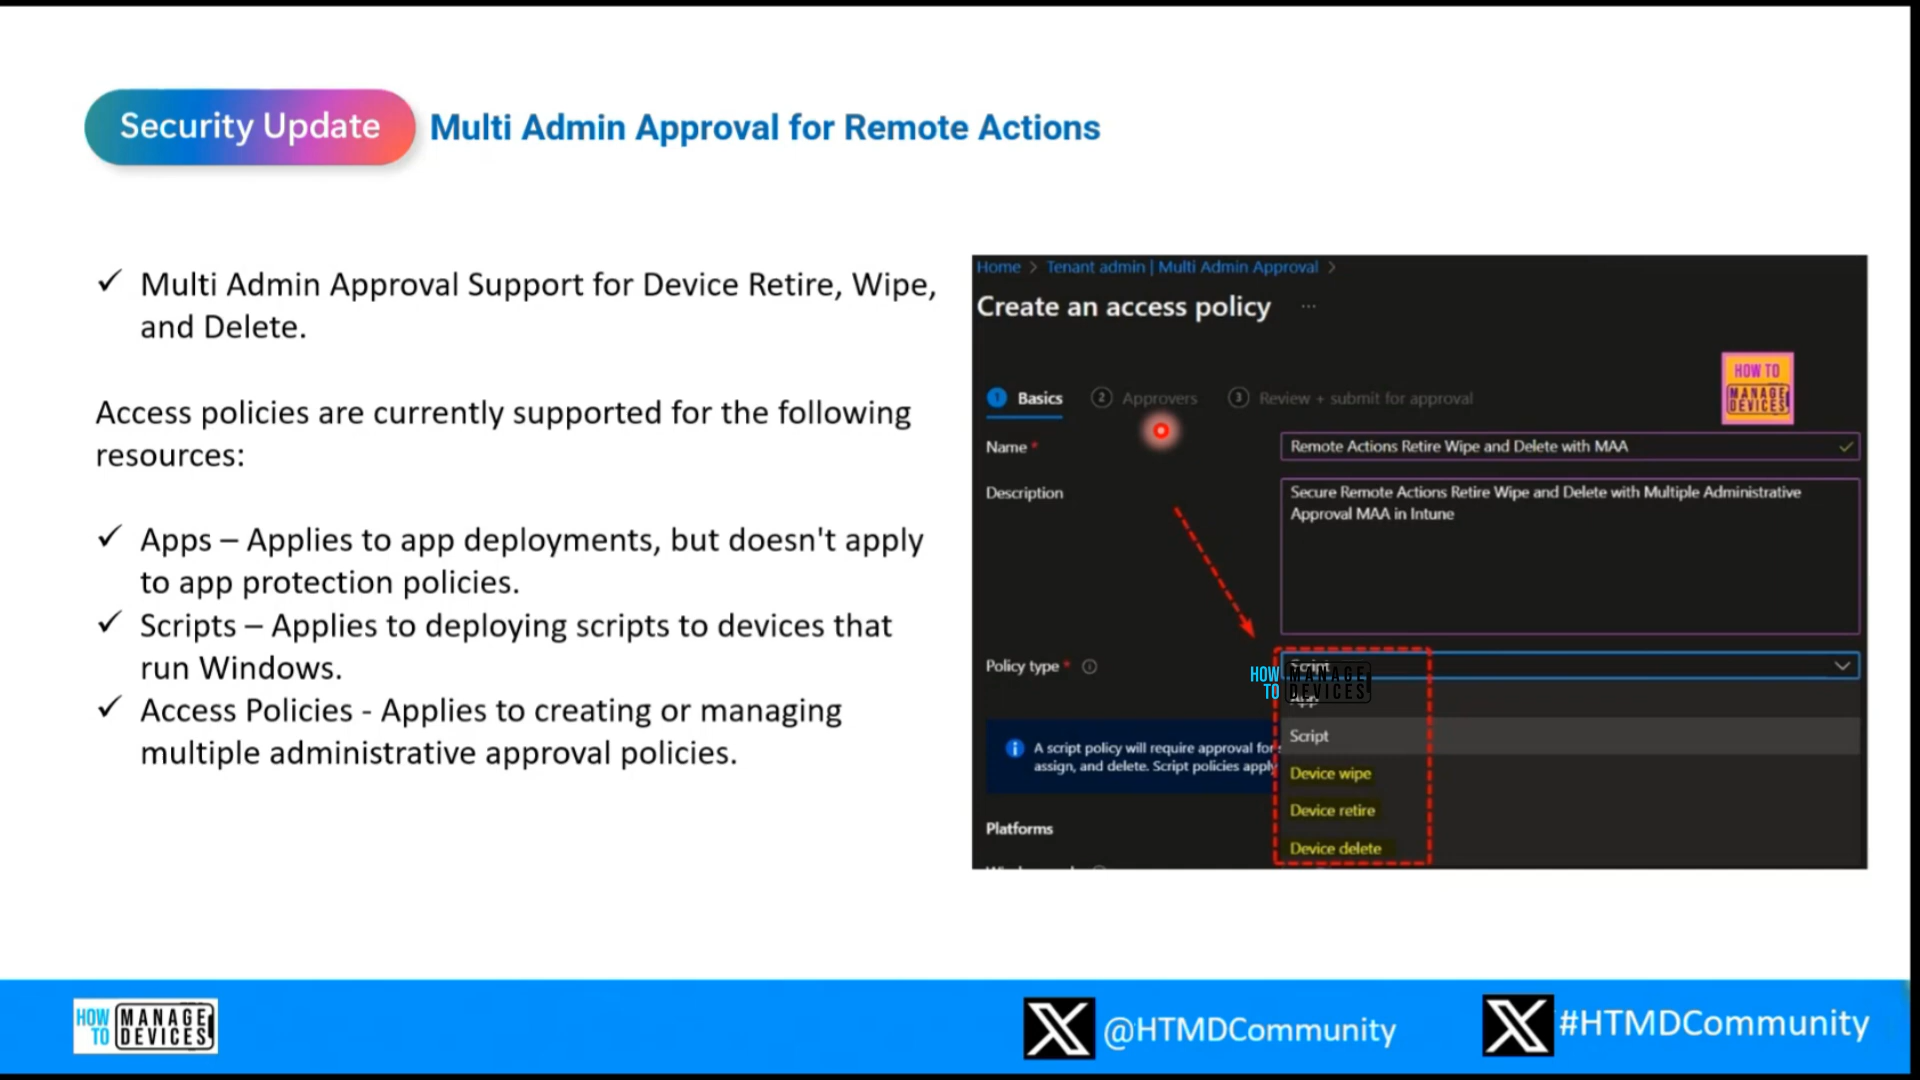 Security Update
Multi Admin Approval for Remote Actions
✓ Multi Admin Approval Support for Device Retire, Wipe,
and Delete.
Access policies are currently supported for the following
resources:
✓ Apps – Applies to app deployments, but doesn't apply
to app protection policies.
✓ Scripts – Applies to deploying scripts to devices that
run Windows.
✓ Access Policies - Applies to creating or managing
multiple administrative approval policies.
Home > Tenant admin | Multi Admin Approval >
Create an access policy ...
HOW TO
MANAGE
DEVICES
1 Basics 2 Approvers 3 Review + submit for approval
Name * Remote Actions Retire Wipe and Delete with MAA
Description Secure Remote Actions Retire Wipe and Delete with Multiple Administrative
Approval MAA in Intune
Policy type * Script
HOW MANAGE
TO DEVICES
App
Script
A script policy will require approval for
assign, and delete. Script policies apply
Device wipe
Device retire
Device delete
Platforms
HOW MANAGE
TO DEVICES
@HTMDCommunity
#HTMDCommunity